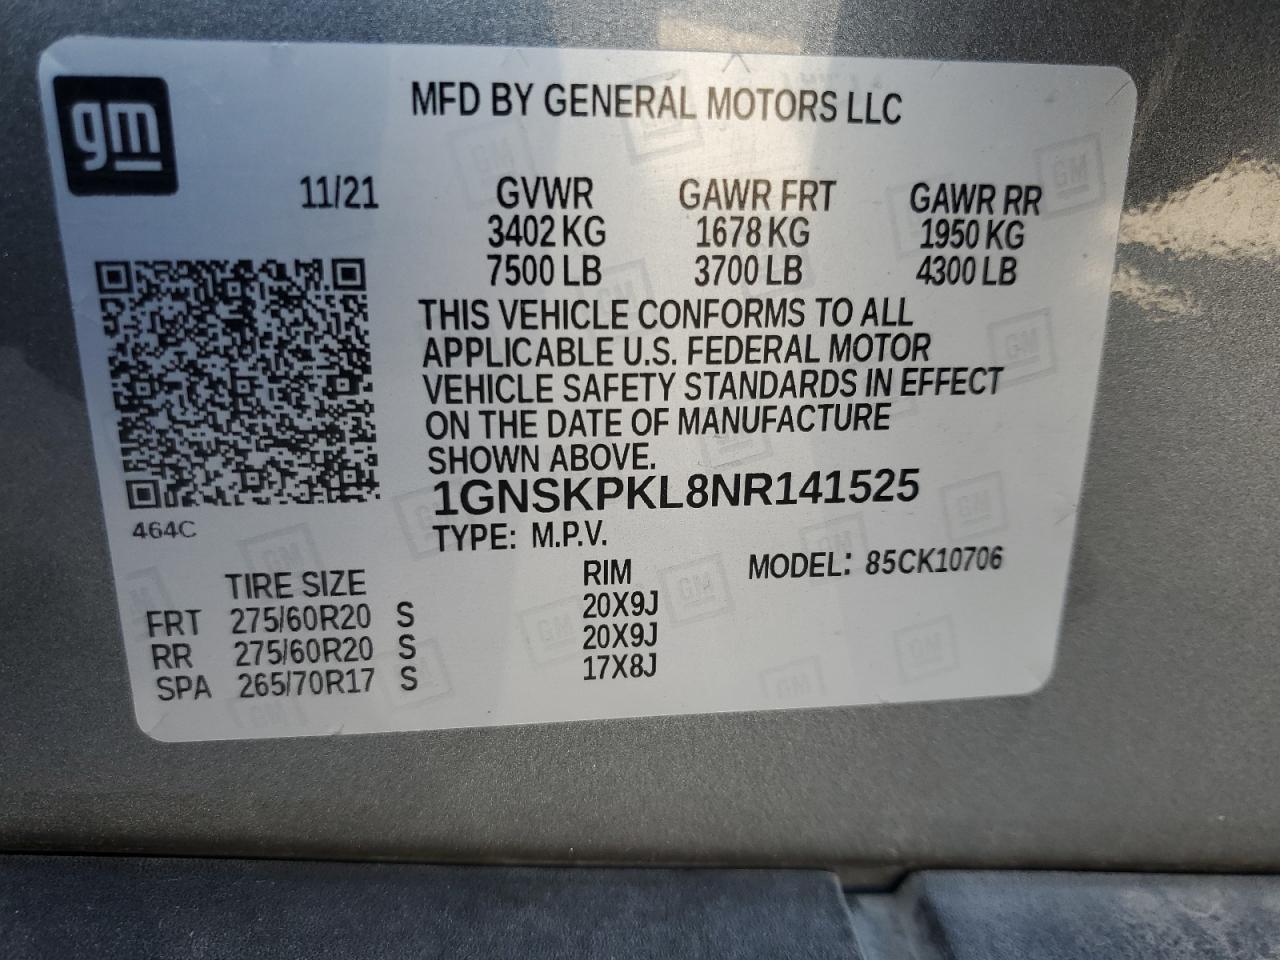 gm
MFD BY GENERAL MOTORS LLC
11/21 GVWR GAWR FRT GAWR RR
3402 KG 1678 KG 1950 KG
7500 LB 3700 LB 4300 LB
THIS VEHICLE CONFORMS TO ALL
APPLICABLE U.S. FEDERAL MOTOR
VEHICLE SAFETY STANDARDS IN EFFECT
ON THE DATE OF MANUFACTURE
SHOWN ABOVE.
1GNSKPKL8NR141525
464C
TYPE: M.P.V.
MODEL: 85CK10706
TIRE SIZE RIM
FRT 275/60R20 S 20X9J
RR 275/60R20 S 20X9J
SPA 265/70R17 S 17X8J